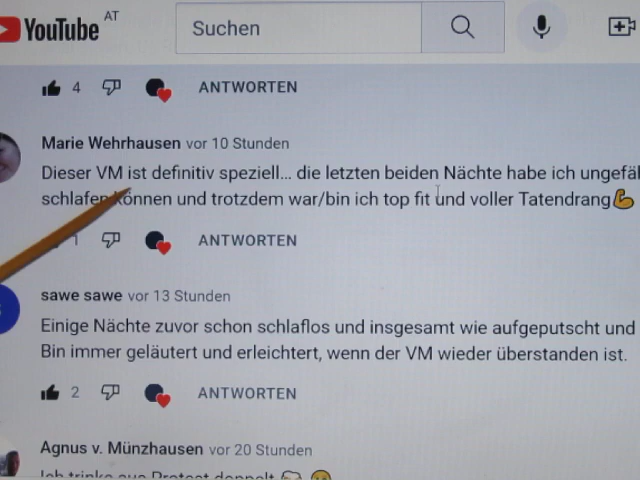 YouTube AT
Suchen
4 ANTWORTEN
Marie Wehrhausen vor 10 Stunden
Dieser VM ist definitiv speziell... die letzten beiden Nächte habe ich
schlafen können und trotzdem war/bin ich top fit und voller Tatendrang💪
1 ANTWORTEN
sawe sawe vor 13 Stunden
Einige Nächte zuvor schon schlaflos und insgesamt wie aufgeputscht und
Bin immer geläutert und erleichtert, wenn der VM wieder überstanden ist.
2 ANTWORTEN
Agnus v. Münzhausen vor 20 Stunden
Ich trinke aus Protest doppelt